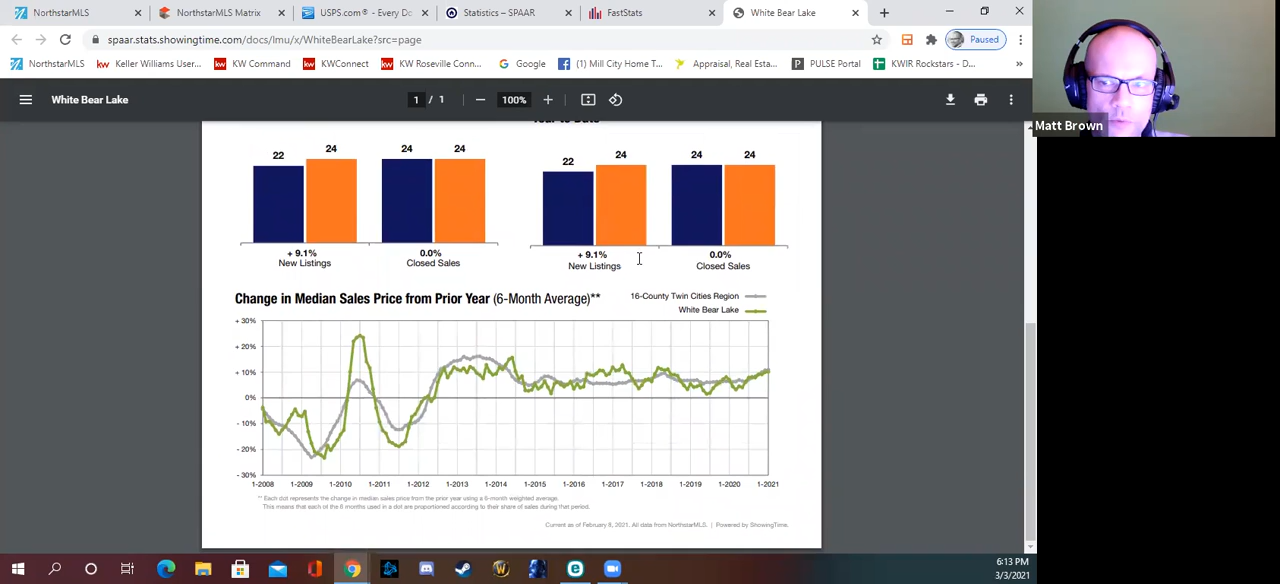 NorthstarMLS
NorthstarMLS Matrix
USPS.com® - Every Do
Statistics – SPAAR
FastStats
White Bear Lake
spaar.stats.showingtime.com/docs/lmu/x/WhiteBearLake?src=page
Paused
NorthstarMLS
Keller Williams User...
KW Command
KWConnect
KW Roseville Conn...
Google
(1) Mill City Home T...
Appraisal, Real Esta...
PULSE Portal
KWIR Rockstars - D...
»
White Bear Lake
1 / 1
100%
Matt Brown
Year to Date
22 24 24 24
22 24 24 24
+ 9.1% 0.0%
New Listings Closed Sales
+ 9.1% 0.0%
New Listings Closed Sales
Change in Median Sales Price from Prior Year (6-Month Average)**
16-County Twin Cities Region
White Bear Lake
+ 30%
+ 20%
+ 10%
0%
- 10%
- 20%
- 30%
1-2008 1-2009 1-2010 1-2011 1-2012 1-2013 1-2014 1-2015 1-2016 1-2017 1-2018 1-2019 1-2020 1-2021
** Each dot represents the change in median sales price from the prior year using a 6-month weighted average.
This means that each of the 6 months used in a dot are proportioned according to their share of sales during that period.
Current as of February 8, 2021. All data from NorthstarMLS. | Powered by ShowingTime.
6:13 PM
3/3/2021